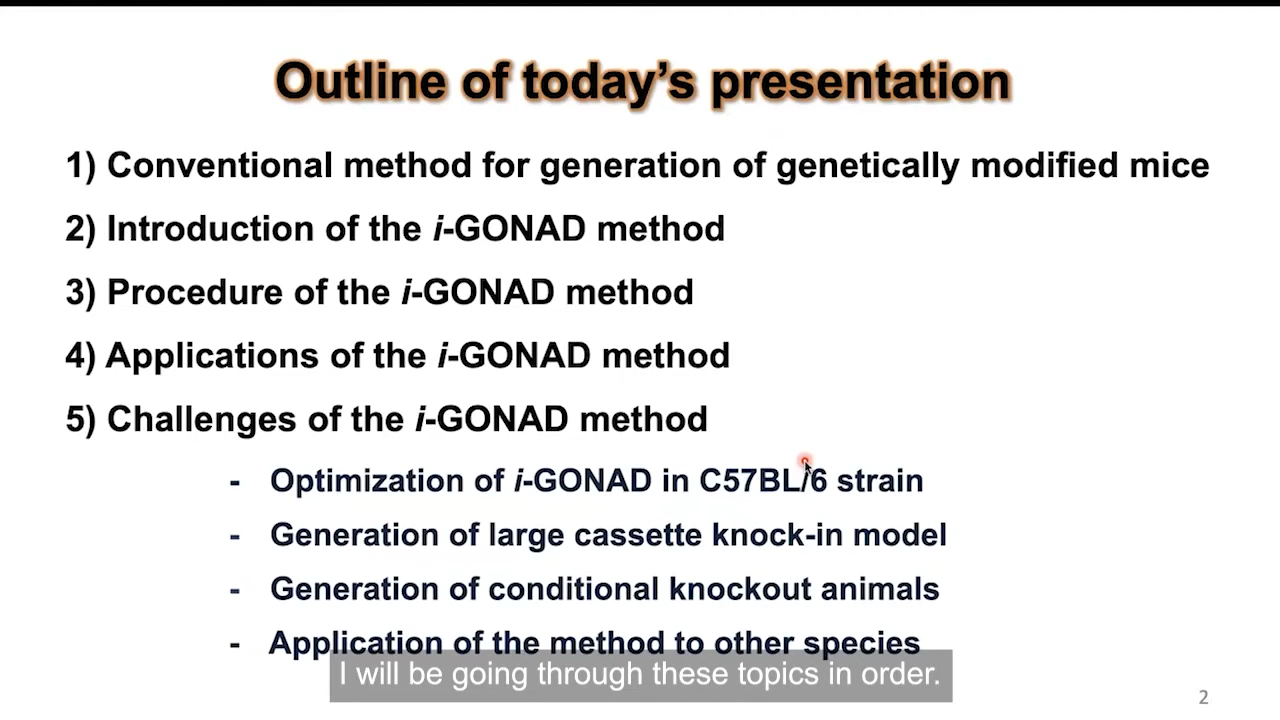 Outline of today's presentation
1) Conventional method for generation of genetically modified mice
2) Introduction of the i-GONAD method
3) Procedure of the i-GONAD method
4) Applications of the i-GONAD method
5) Challenges of the i-GONAD method
- Optimization of i-GONAD in C57BL/6 strain
- Generation of large cassette knock-in model
- Generation of conditional knockout animals
- Application of the method to other species
I will be going through these topics in order.
2